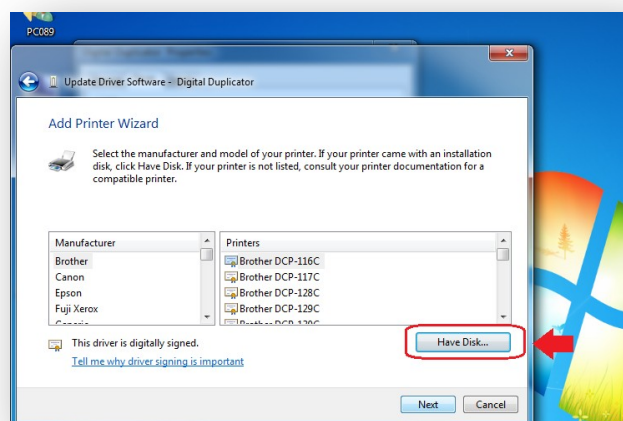 PC089
Update Driver Software - Digital Duplicator
Add Printer Wizard
Select the manufacturer and model of your printer. If your printer came with an installation
disk, click Have Disk. If your printer is not listed, consult your printer documentation for a
compatible printer.
Manufacturer
Brother
Canon
Epson
Fuji Xerox
Generic
Printers
Brother DCP-116C
Brother DCP-117C
Brother DCP-128C
Brother DCP-129C
This driver is digitally signed.
Tell me why driver signing is important
Have Disk...
Next
Cancel